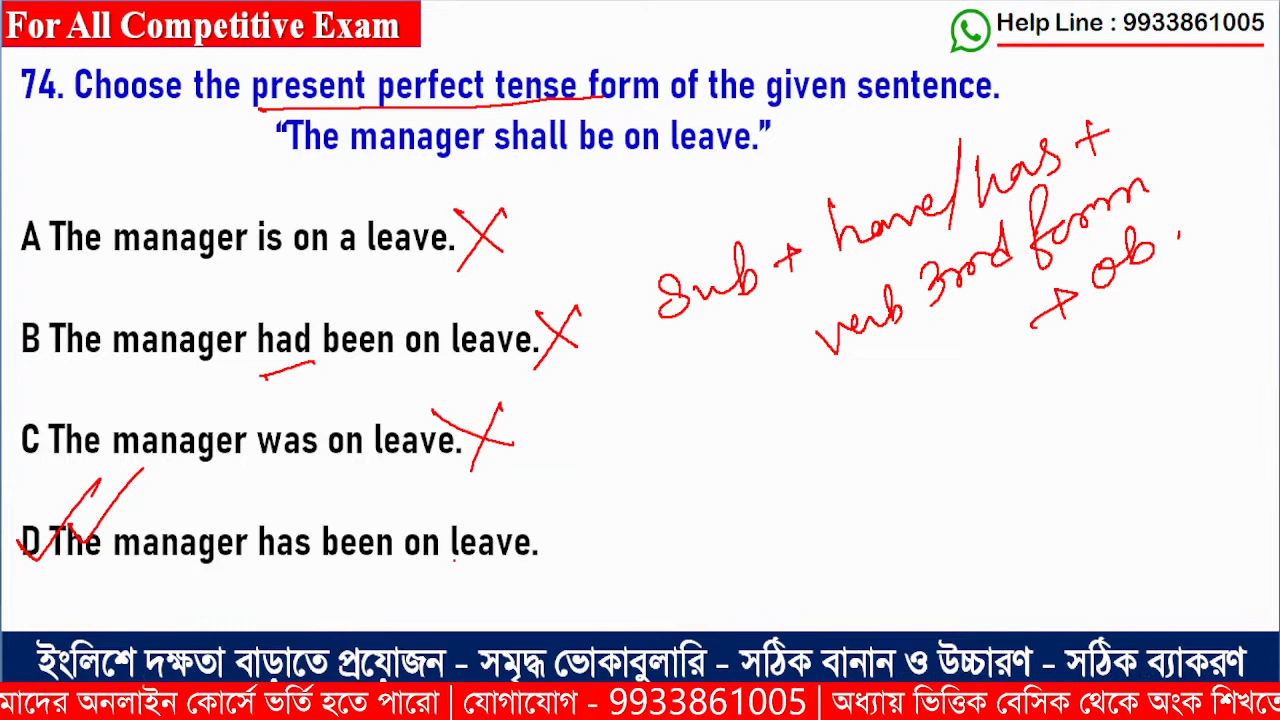 For All Competitive Exam
Help Line : 9933861005
74. Choose the present perfect tense form of the given sentence.
“The manager shall be on leave.”
Sub + have/has +
verb 3rd form
+ ob.
A The manager is on a leave.
B The manager had been on leave.
C The manager was on leave.
D The manager has been on leave.
ইংলিশে দক্ষতা বাড়াতে প্রয়োজন - সমৃদ্ধ ভোকাবুলারি - সঠিক বানান ও উচ্চারণ - সঠিক ব্যাকরণ
মাদের অনলাইন কোর্সে ভর্তি হতে পারো | যোগাযোগ - 9933861005 | অধ্যায় ভিত্তিক বেসিক থেকে অংক শিখতে